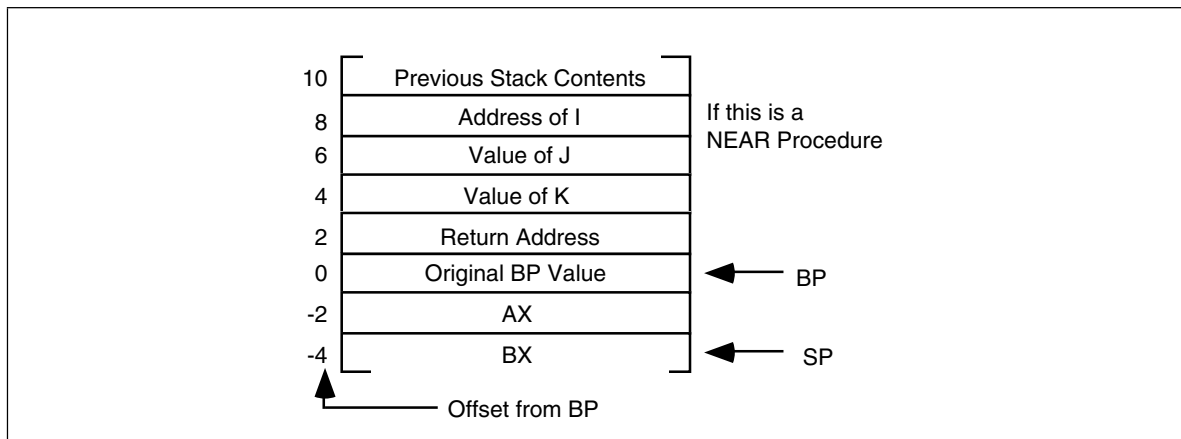 10 Previous Stack Contents
8 Address of I
If this is a
NEAR Procedure
6 Value of J
4 Value of K
2 Return Address
0 Original BP Value
BP
-2 AX
-4 BX
SP
Offset from BP